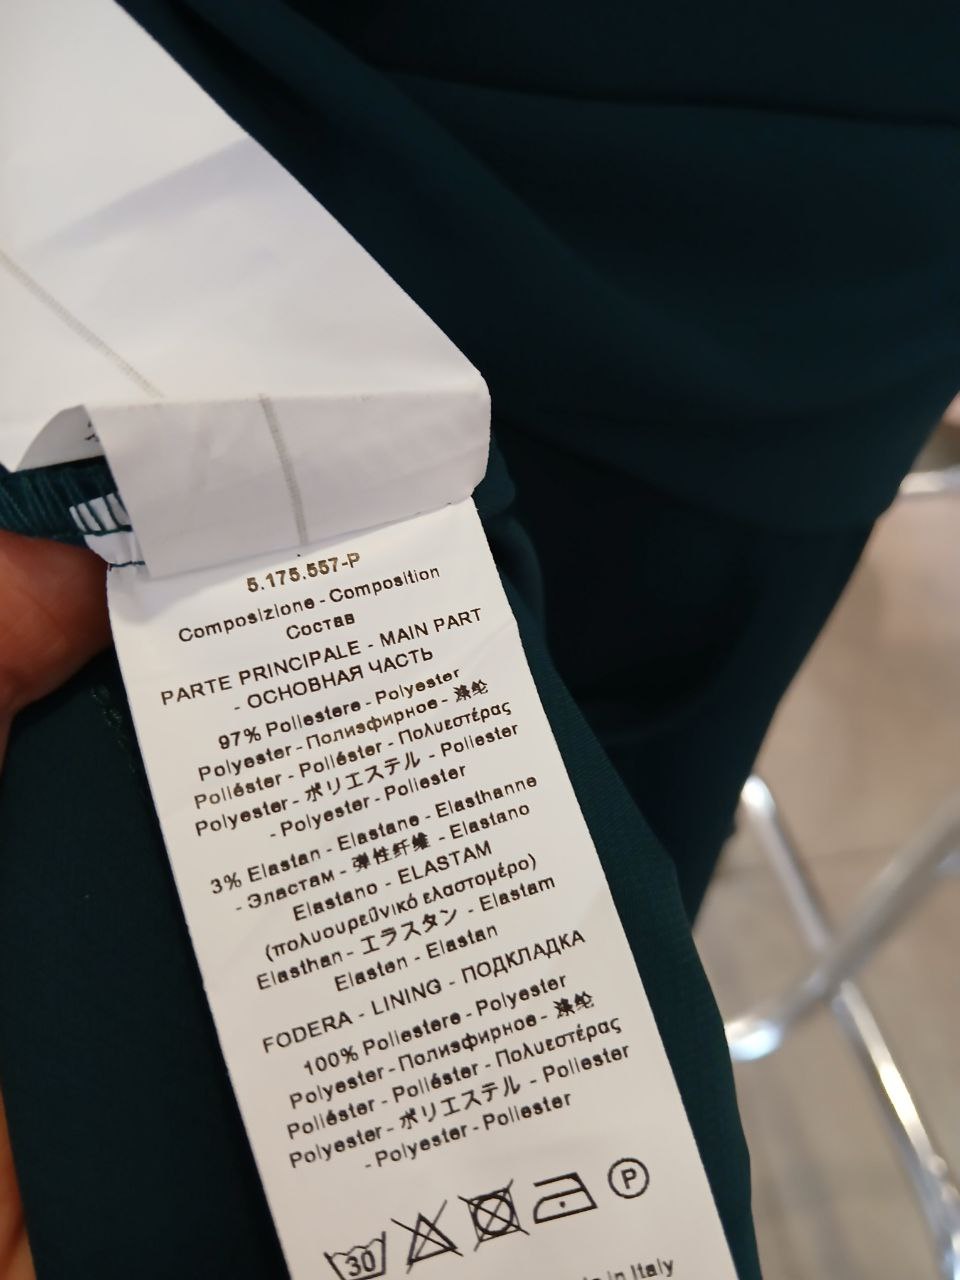 5.175.557-P
Composizione - Composition
Состав
PARTE PRINCIPALE - MAIN PART
- ОСНОВНАЯ ЧАСТЬ
97% Poliestere - Polyester
Polyester - Полиэфирное - 涤纶
Poliéster - Poliéster - Πολυεστέρας
Polyester - ポリエステル - Poliester
- Polyester - Poliester
3% Elastan - Elastane - Elasthanne
- Эластам - 弹性纤维 - Elastano
Elastano - ELASTAM
(πολυουρεΰνικό ελαστομέρο)
Elasthan - エラスタン - Elastam
Elasten - Elastan
FODERA - LINING - ПОДКЛАДКА
100% Poliestere - Polyester
Polyester - Полиэфирное - 涤纶
Poliéster - Poliéster - Πολυεστέρας
Polyester - ポリエステル - Poliester
- Polyester - Poliester
30 P
in Italy